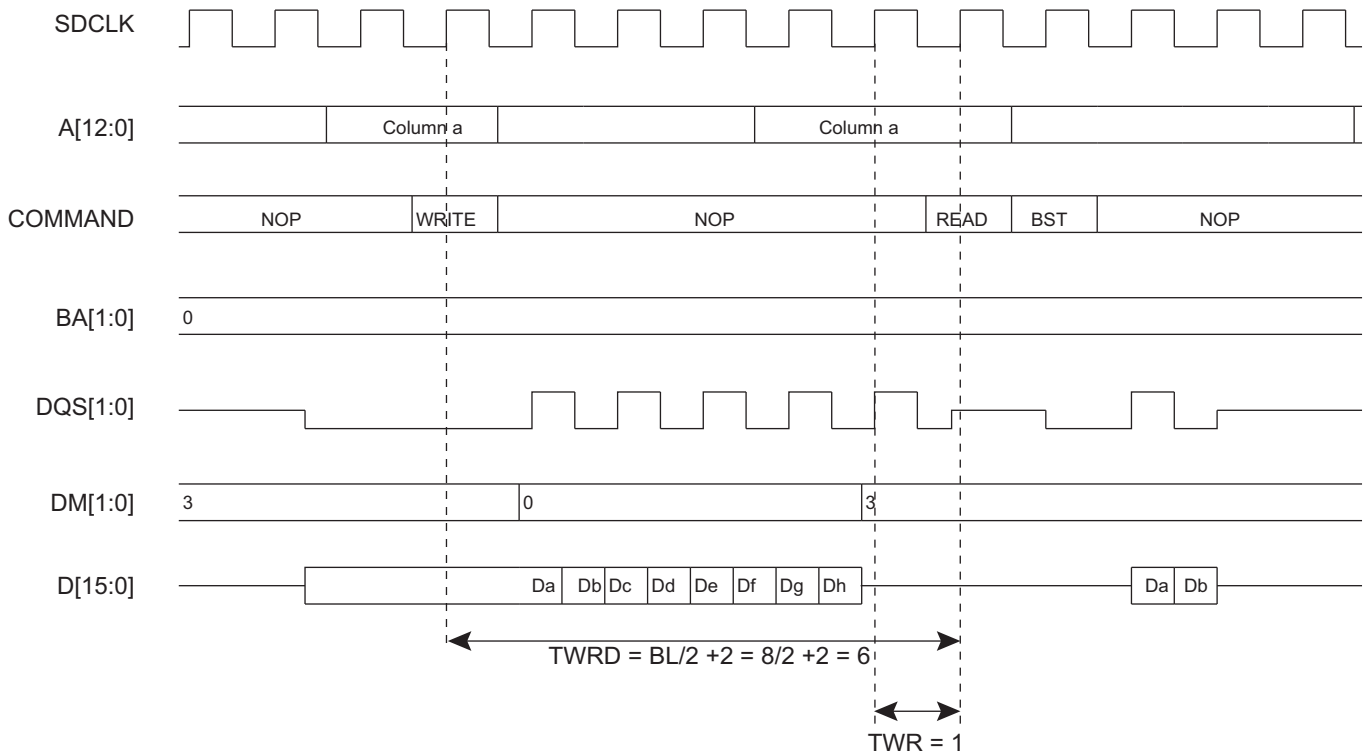 SDCLK
A[12:0] Column a Column a
COMMAND NOP WRITE NOP READ BST NOP
BA[1:0] 0
DQS[1:0]
DM[1:0] 3 0 3
D[15:0] Da Db Dc Dd De Df Dg Dh Da Db
TWRD = BL/2 +2 = 8/2 +2 = 6
TWR = 1